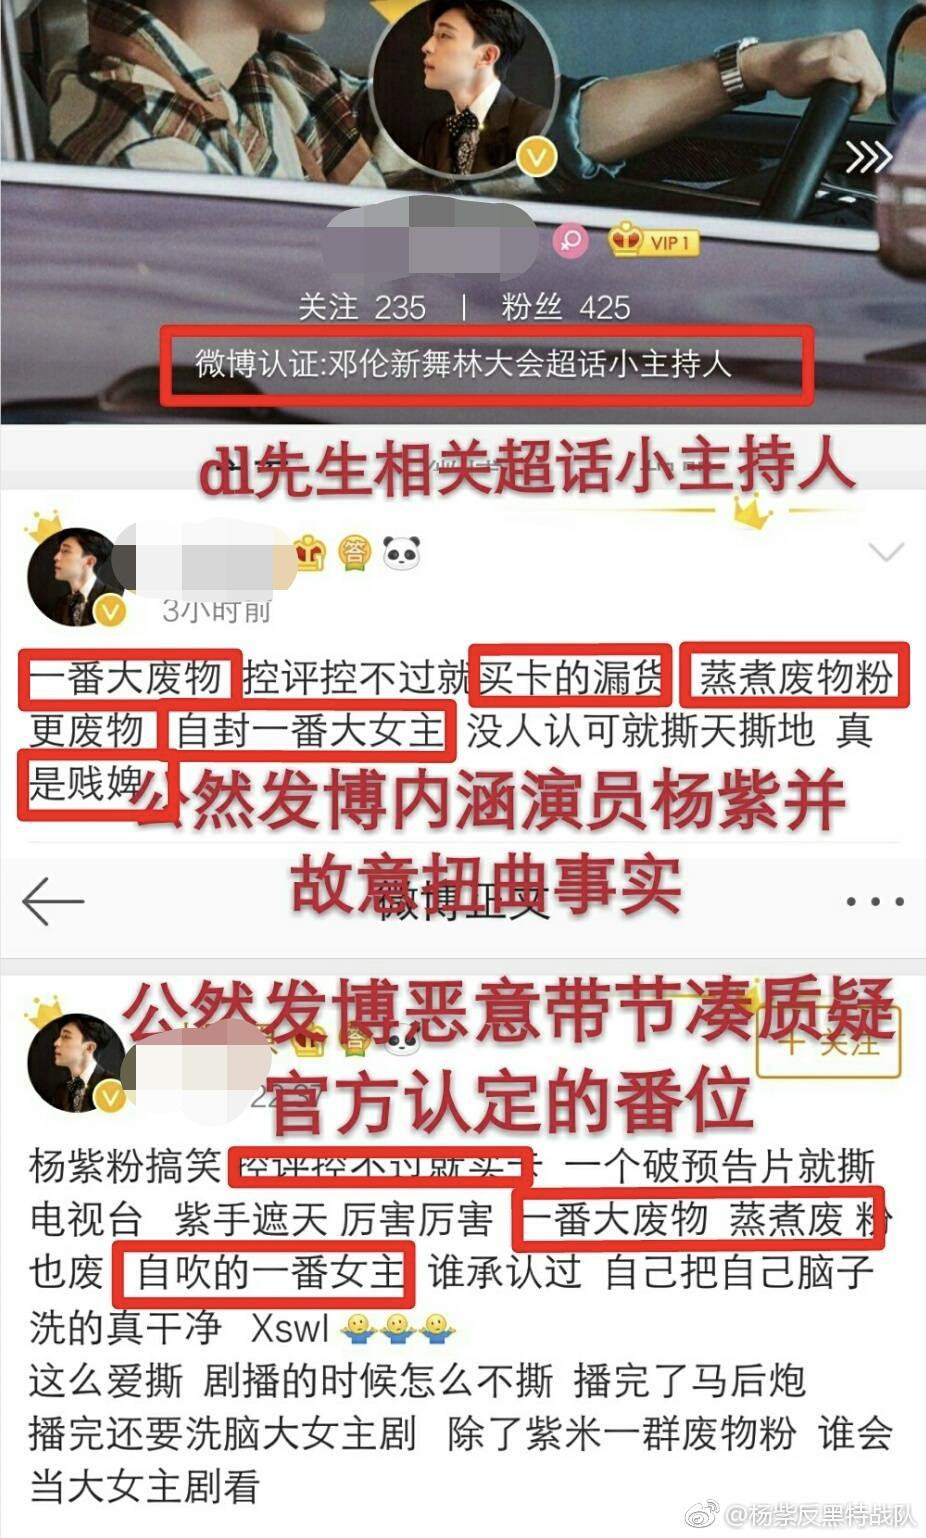 V
VIP 1
关注 235 | 粉丝 425
微博认证:邓伦新舞林大会超话小主持人
dl先生相关超话小主持人
答
V
3小时前
一番大废物 控评控不过就买卡的漏货 蒸煮废物粉
更废物 自封一番大女主 没人认可就撕天撕地 真
是贱婢
公然发博内涵演员杨紫并
故意扭曲事实
微博正文
公然发博恶意带节凑质疑
+ 关注
V
官方认定的番位
杨紫粉搞笑 控评控不过就买卡 一个破预告片就撕
电视台 紫手遮天 厉害厉害 一番大废物 蒸煮废 粉
也废 自吹的一番女主 谁承认过 自己把自己脑子
洗的真干净 Xswl
这么爱撕 剧播的时候怎么不撕 播完了马后炮
播完还要洗脑大女主剧 除了紫米一群废物粉 谁会
当大女主剧看
@杨紫反黑特战队